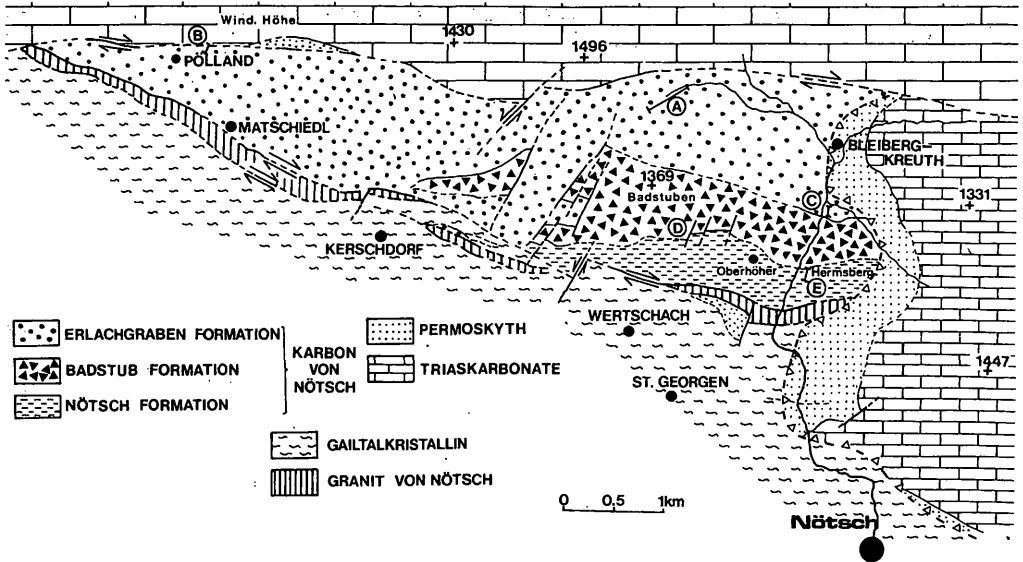 Wind. Höhe
B
PÖLLAND
1430
1496
A
MATSCHIEDL
BLEIBERG-
KREUTH
1369
Badstuben
1331
C
D
KERSCHDORF
Oberhöher
Hermsberg
E
WERTSCHACH
1447
ST. GEORGEN
ERLACHGRABEN FORMATION
BADSTUB FORMATION
NÖTSCH FORMATION
KARBON
VON
NÖTSCH
PERMOSKYTH
TRIASKARBONATE
GAILTALKRISTALLIN
GRANIT VON NÖTSCH
0 0,5 1km
Nötsch